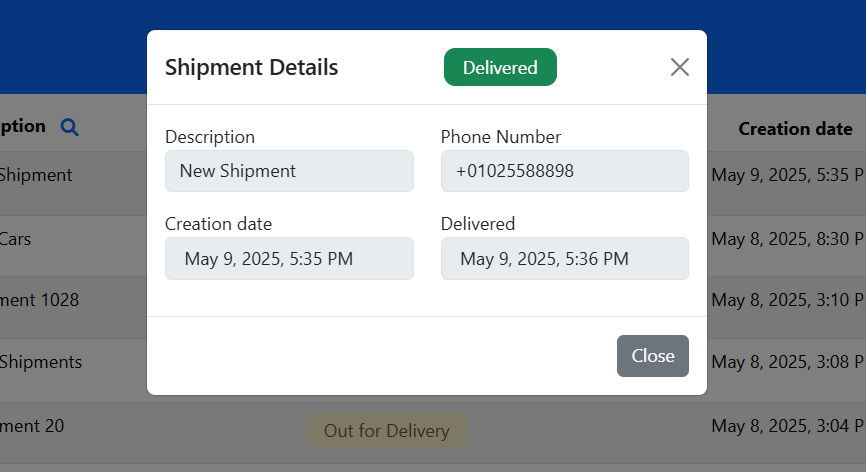 Shipment Details Delivered
ption Creation date
Description Phone Number
Shipment New Shipment +01025588898 May 9, 2025, 5:35 P
Creation date Delivered
Cars May 8, 2025, 8:30 P
May 9, 2025, 5:35 PM May 9, 2025, 5:36 PM
ment 1028 May 8, 2025, 3:10 P
Shipments Close May 8, 2025, 3:08 P
ment 20 Out for Delivery May 8, 2025, 3:04 P